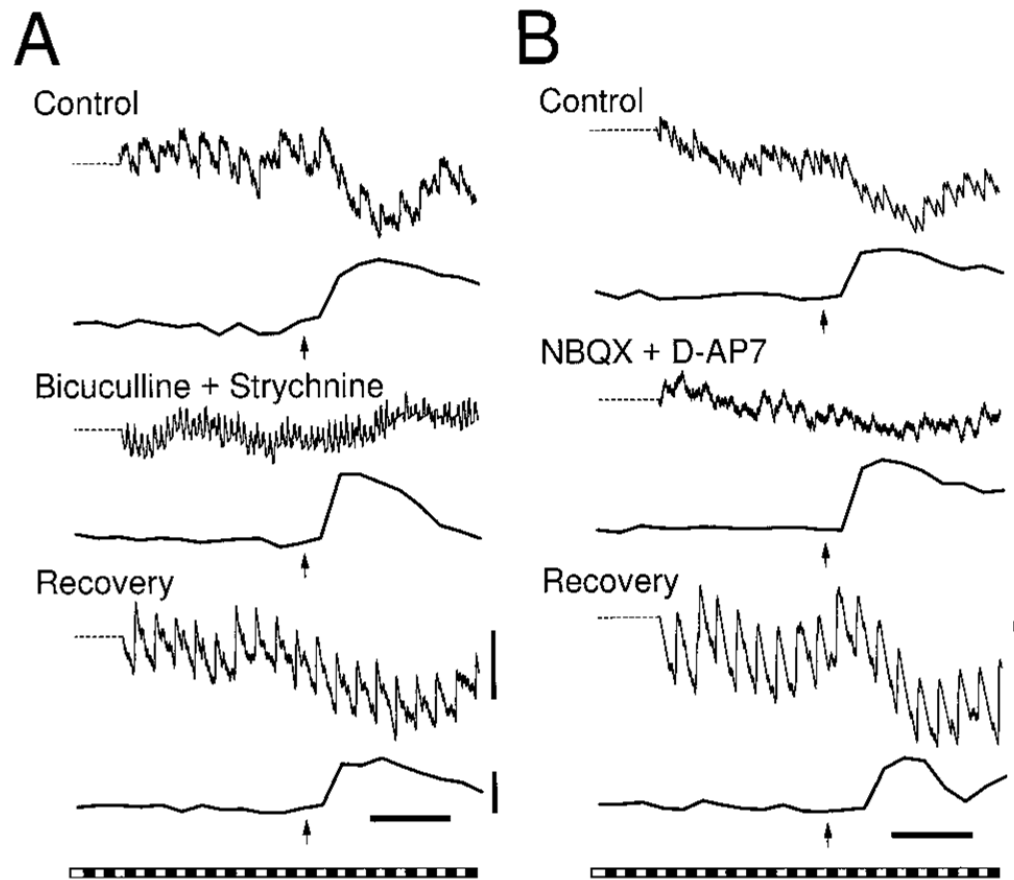 A
Control
Bicuculline + Strychnine
Recovery
B
Control
NBQX + D-AP7
Recovery